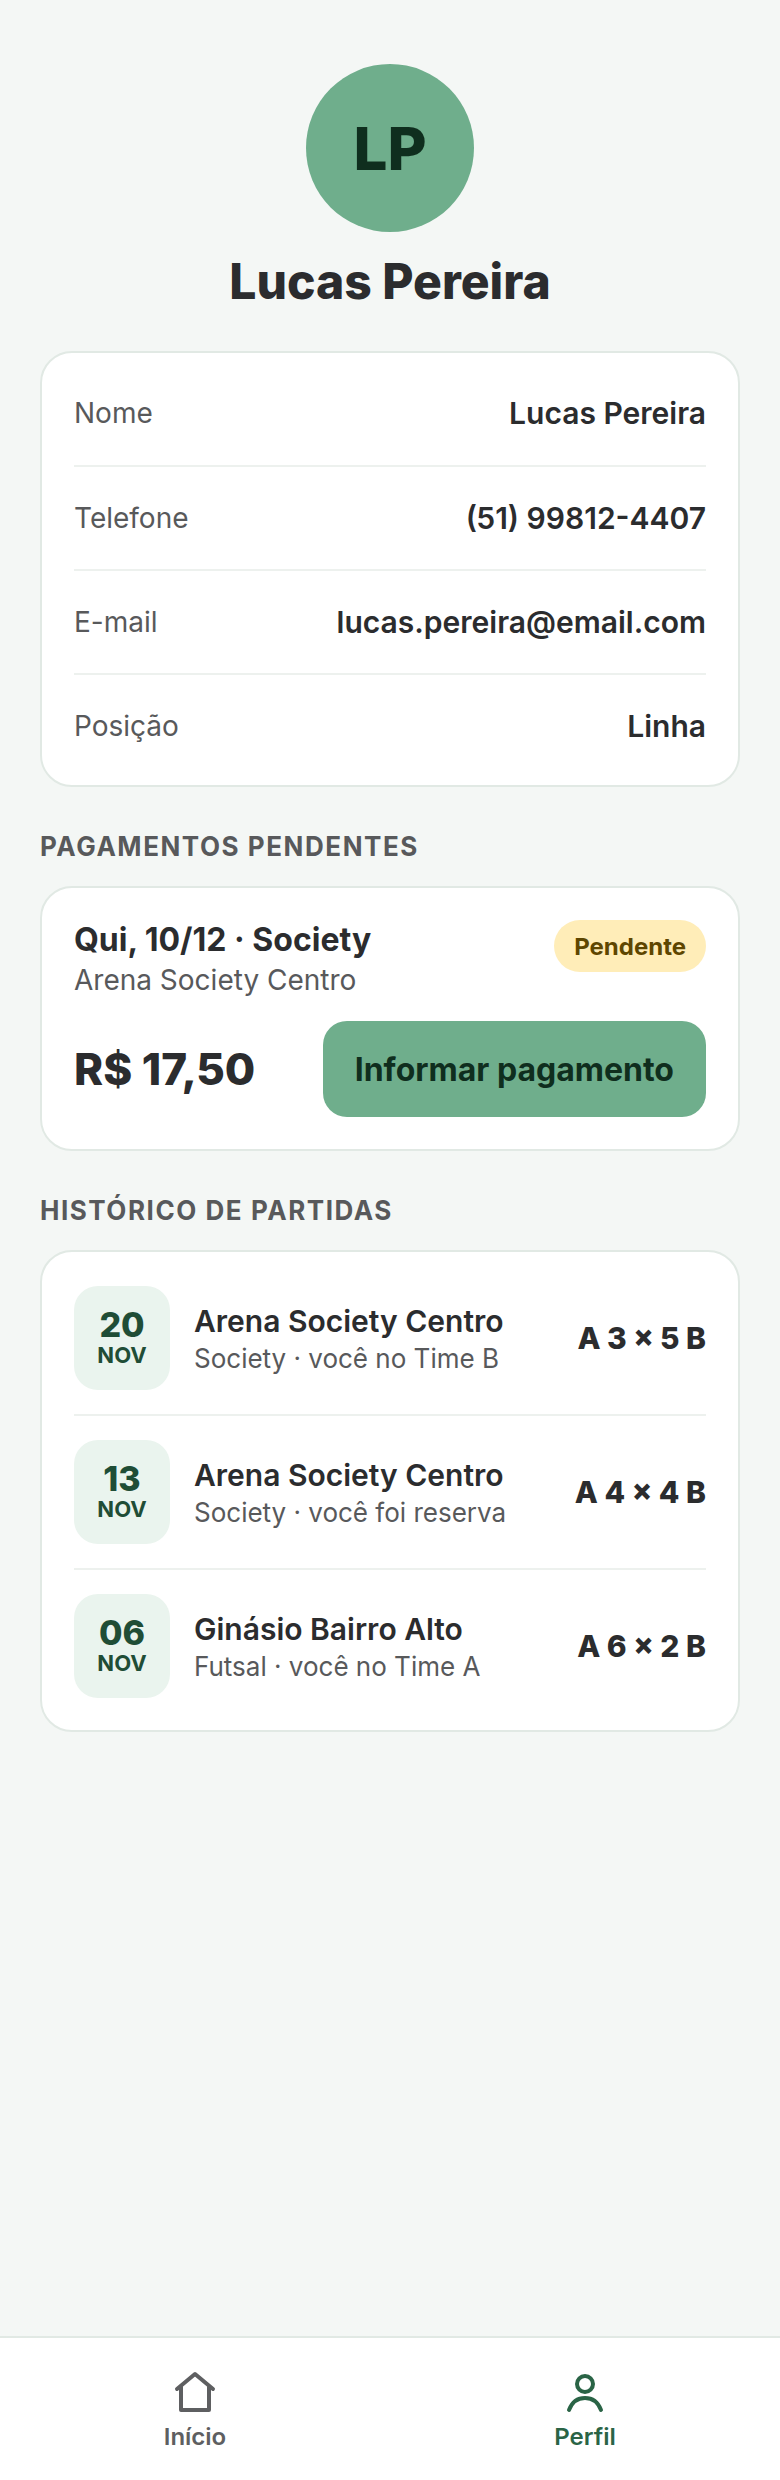 LP
Lucas Pereira
Nome Lucas Pereira
Telefone (51) 99812-4407
E-mail lucas.pereira@email.com
Posição Linha
PAGAMENTOS PENDENTES
Qui, 10/12 · Society Pendente
Arena Society Centro
R$ 17,50 Informar pagamento
HISTÓRICO DE PARTIDAS
20 NOV
Arena Society Centro
Society · você no Time B
A 3 × 5 B
13 NOV
Arena Society Centro
Society · você foi reserva
A 4 × 4 B
06 NOV
Ginásio Bairro Alto
Futsal · você no Time A
A 6 × 2 B
Início Perfil